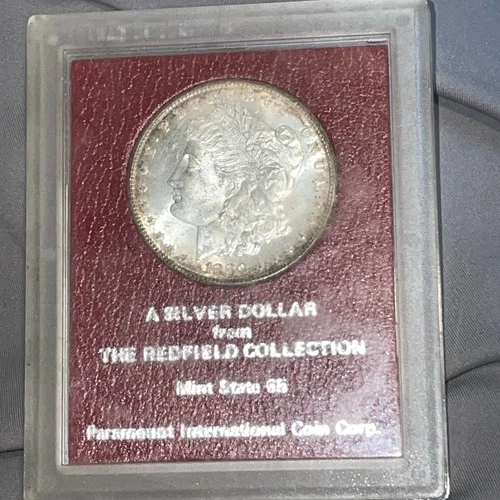 A SILVER DOLLAR
from
THE REDFIELD COLLECTION
Mint State 65
Paramount International Coin Corp.